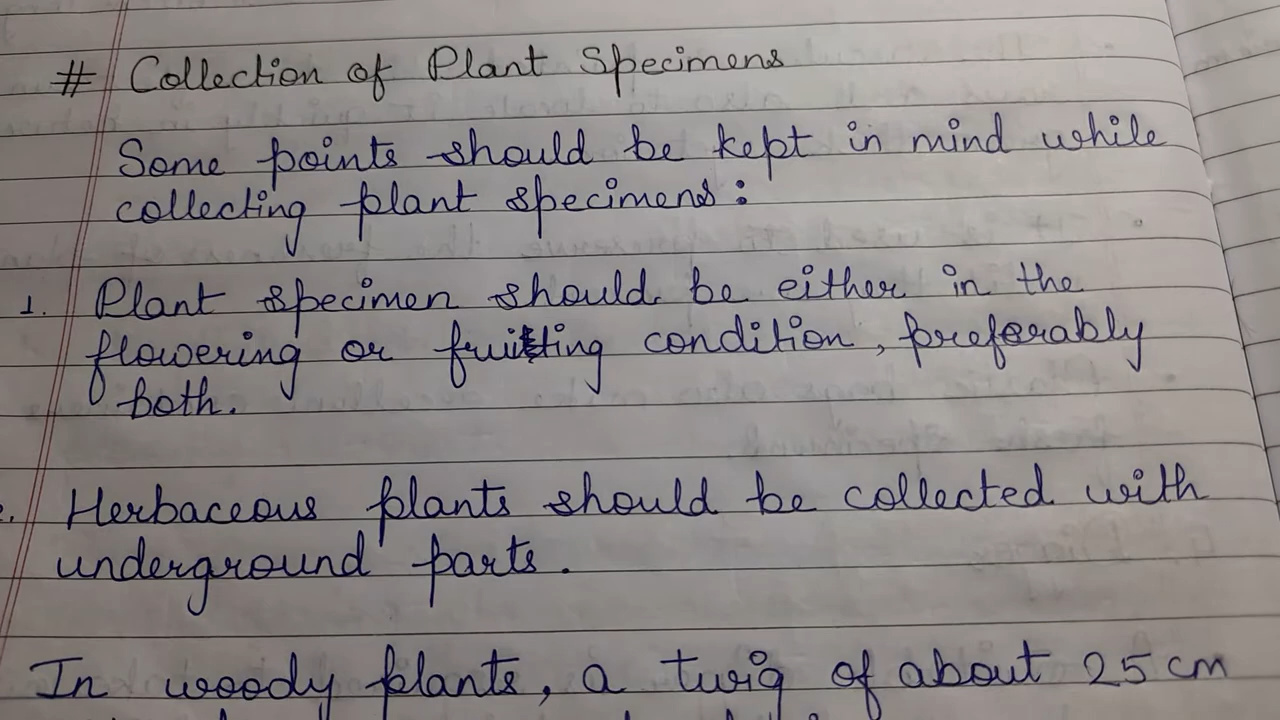 # Collection of Plant Specimens
Some points should be kept in mind while
collecting plant specimens:
1. Plant specimen should be either in the
flowering or fruiting condition, preferably
both.
Herbaceous plants should be collected with
underground parts.
In woody plants, a twig of about 25 cm